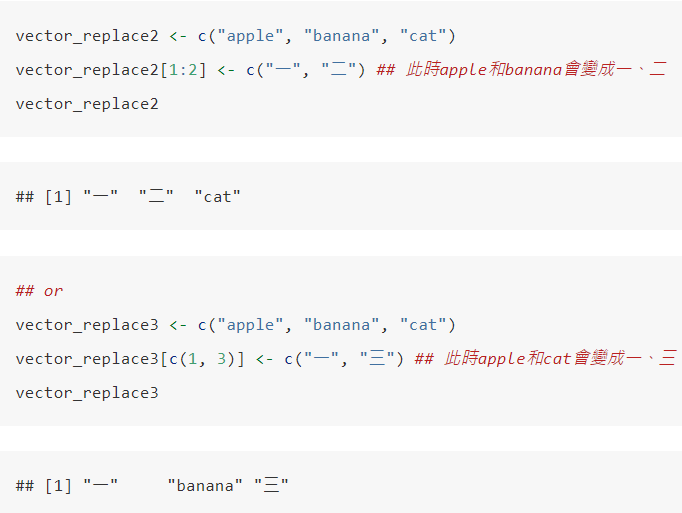 vector_replace2 <- c("apple", "banana", "cat")
vector_replace2[1:2] <- c("一", "二") ## 此時apple和banana會變成一、二
vector_replace2
## [1] "一"  "二"  "cat"
## or
vector_replace3 <- c("apple", "banana", "cat")
vector_replace3[c(1, 3)] <- c("一", "三") ## 此時apple和cat會變成一、三
vector_replace3
## [1] "一"     "banana" "三"